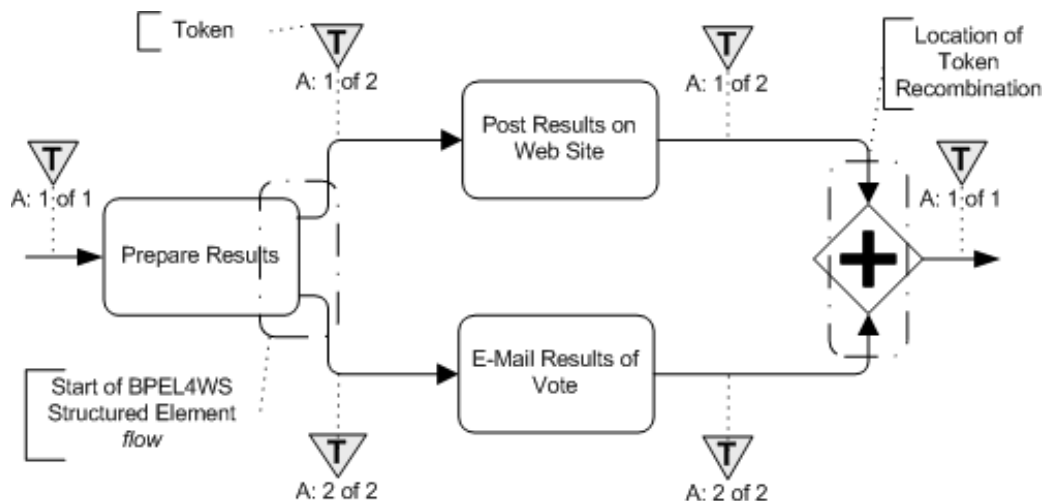 Token
T
A: 1 of 2
T
A: 1 of 2
Location of
Token
Recombination
T
A: 1 of 1
Post Results on
Web Site
T
A: 1 of 1
Prepare Results
E-Mail Results of
Vote
Start of BPEL4WS
Structured Element
flow
T
A: 2 of 2
T
A: 2 of 2